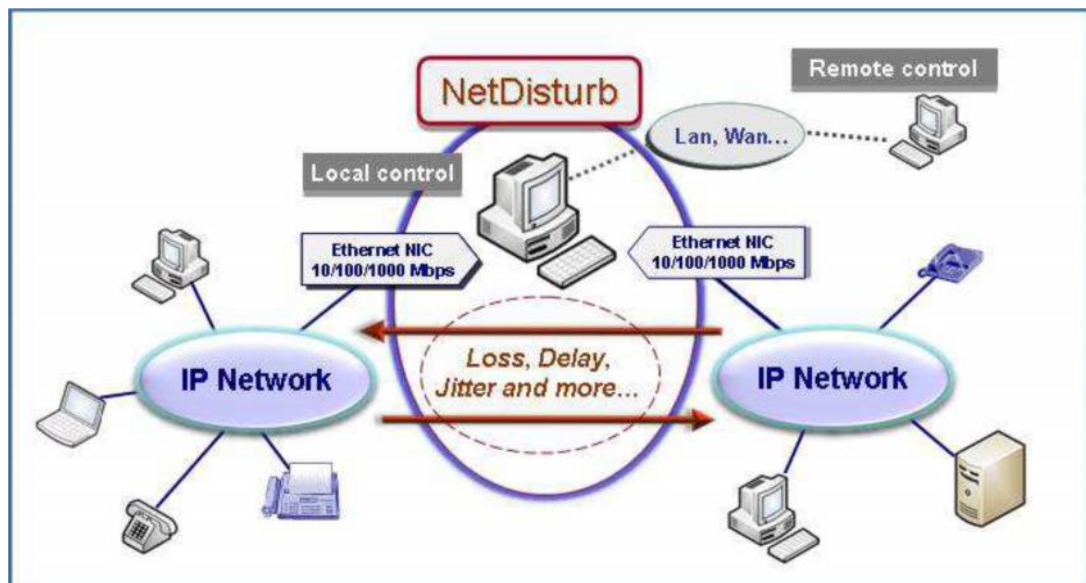 Remote control
NetDisturb
Lan, Wan...
Local control
Ethernet NIC
10/100/1000 Mbps
Ethernet NIC
10/100/1000 Mbps
IP Network
Loss, Delay,
Jitter and more...
IP Network